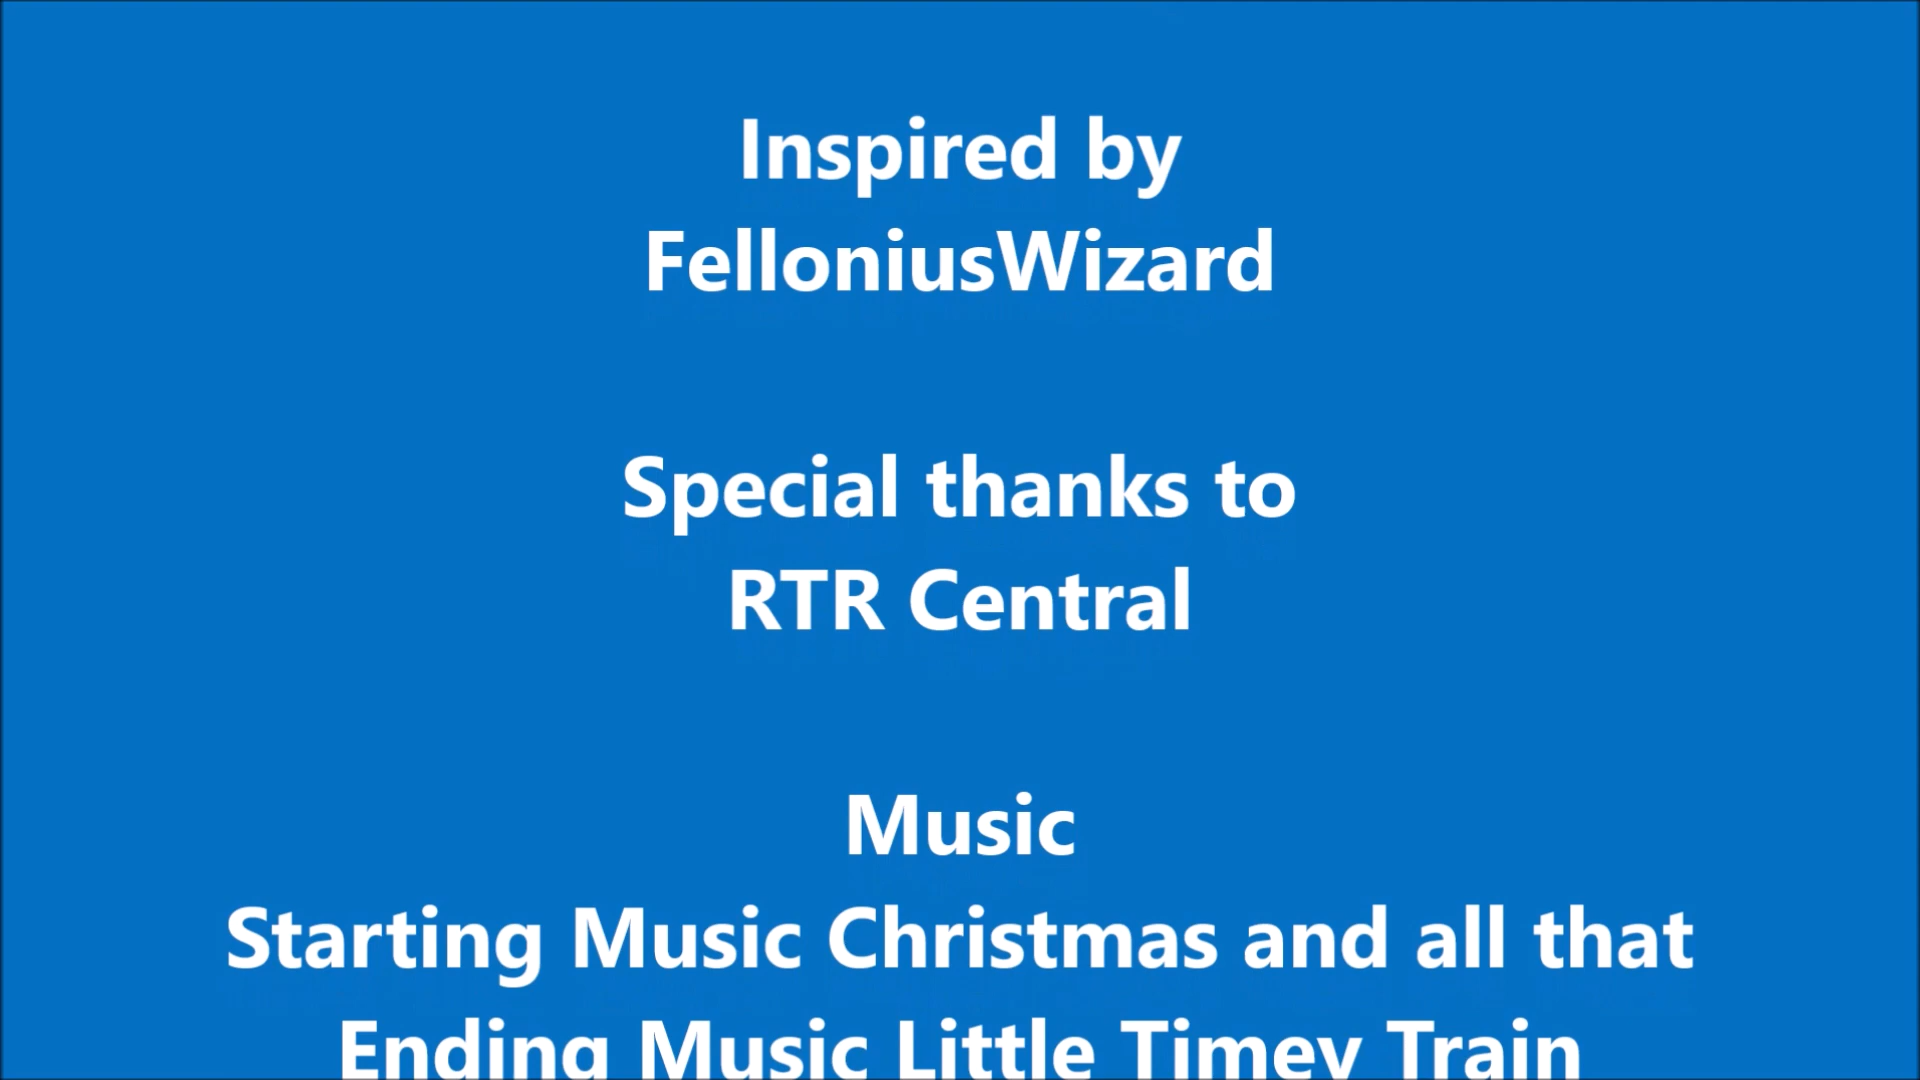 Inspired by
FelloniusWizard
Special thanks to
RTR Central
Music
Starting Music Christmas and all that
Ending Music Little Timey Train